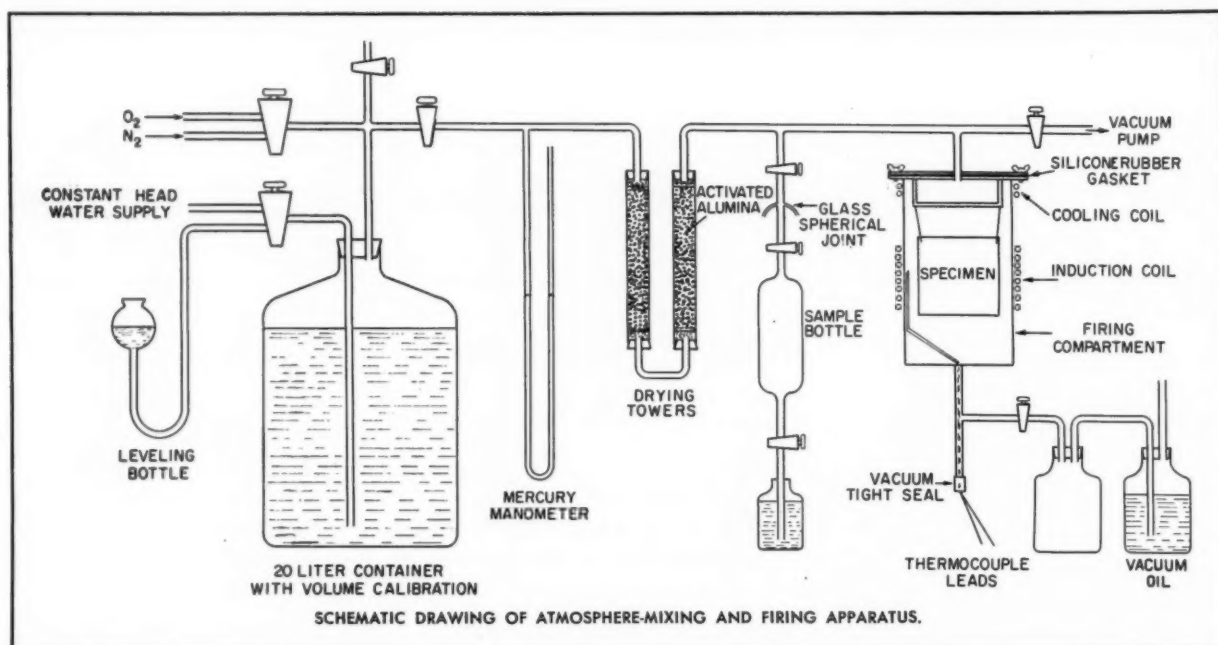 O₂
N₂
CONSTANT HEAD
WATER SUPPLY
LEVELING
BOTTLE
20 LITER CONTAINER
WITH VOLUME CALIBRATION
MERCURY
MANOMETER
ACTIVATED
ALUMINA
DRYING
TOWERS
GLASS
SPHERICAL
JOINT
SAMPLE
BOTTLE
VACUUM
PUMP
SILICONERUBBER
GASKET
COOLING COIL
SPECIMEN
INDUCTION COIL
FIRING
COMPARTMENT
VACUUM
TIGHT SEAL
THERMOCOUPLE
LEADS
VACUUM
OIL
SCHEMATIC DRAWING OF ATMOSPHERE-MIXING AND FIRING APPARATUS.